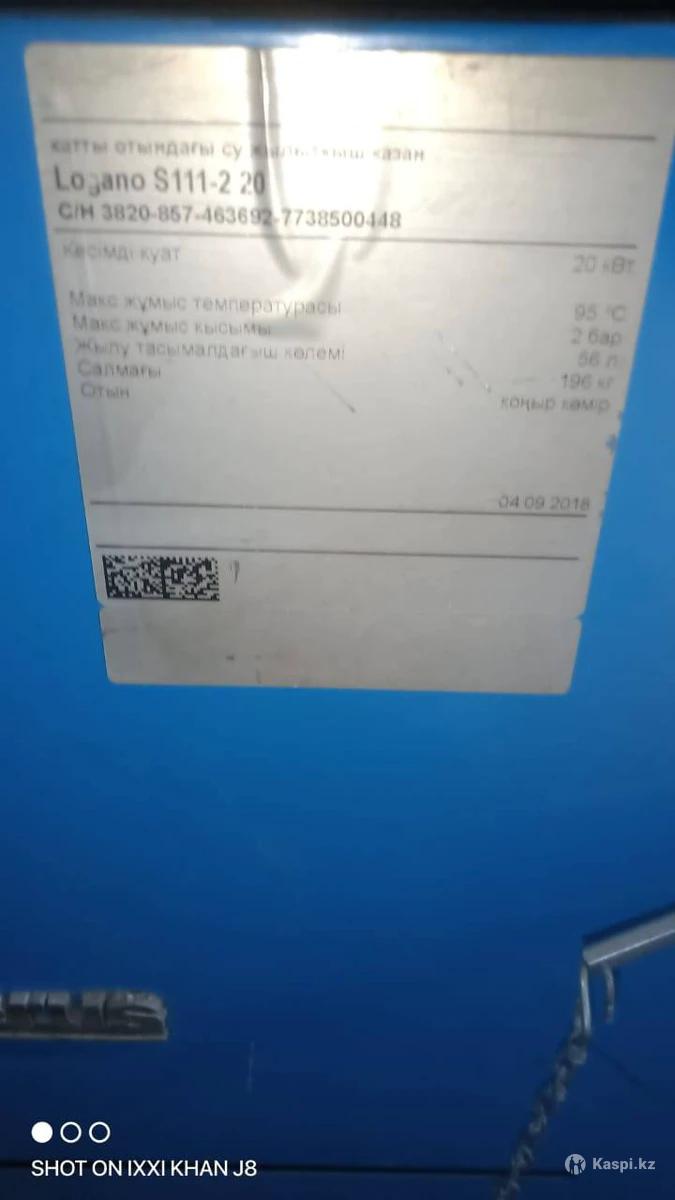 қатты отындағы су жылытқыш қазан
Logano S111-2 20
С/Н 3820-857-463692-7738500448
Кесімді қуат 20 кВт
Макс жұмыс температурасы 95 °С
Макс жұмыс қысымы 2 бар
Жылу тасымалдағыш көлемі 56 л
Салмағы 196 кг
Отын қоңыр көмір
04 09 2018
SHOT ON IXXI KHAN J8
Kaspi.kz